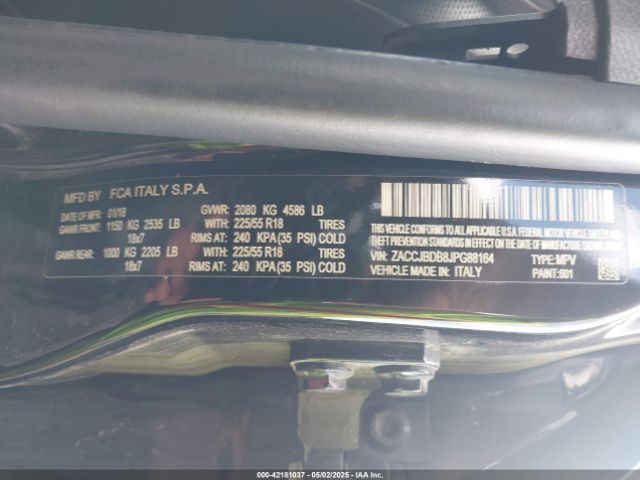 MFD BY FCA ITALY S.P.A.
DATE OF MFR 01/18 GVWR: 2080 KG 4586 LB
GAWR FRONT: 1150 KG 2535 LB WITH: 225/55 R18 TIRES
18x7 RIMS AT: 240 KPA (35 PSI) COLD
GAWR REAR: 1000 KG 2205 LB WITH: 225/55 R18 TIRES
18x7 RIMS AT: 240 KPA (35 PSI) COLD
THIS VEHICLE CONFORMS TO ALL APPLICABLE U.S.A. FEDERAL MOTOR VEHICLE SAFETY,
BUMPER, AND THEFT PREVENTION STANDARDS IN EFFECT ON THE DATE OF MFR SHOWN ABOVE.
VIN: ZACCJBDB8JPG88164 TYPE: MPV
VEHICLE MADE IN: ITALY PAINT: 601
000-42181037 - 05/02/2025 - IAAI.COM